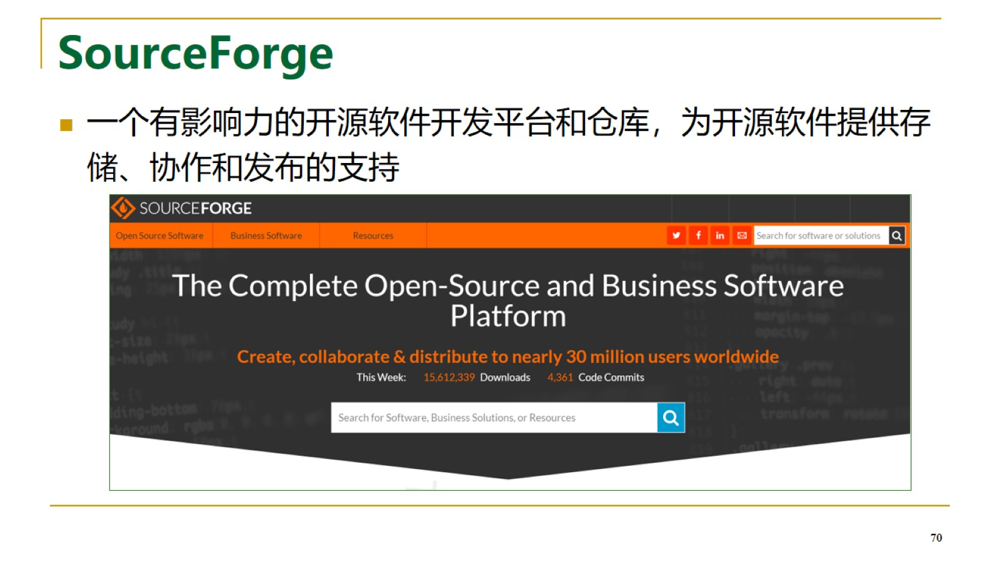 SourceForge
一个有影响力的开源软件开发平台和仓库，为开源软件提供存
储、协作和发布的支持
SOURCEFORGE
Open Source Software Business Software Resources Search for software or solutions
The Complete Open-Source and Business Software
Platform
Create, collaborate & distribute to nearly 30 million users worldwide
This Week: 15,612,339 Downloads 4,361 Code Commits
Search for Software, Business Solutions, or Resources
70